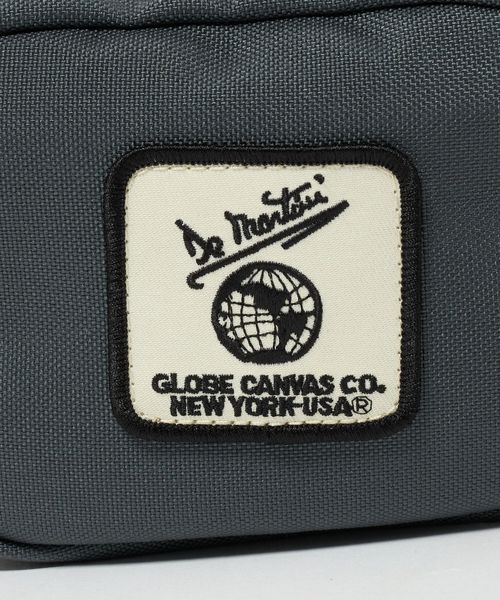 De Martini
GLOBE CANVAS CO.
NEW YORK-USA®